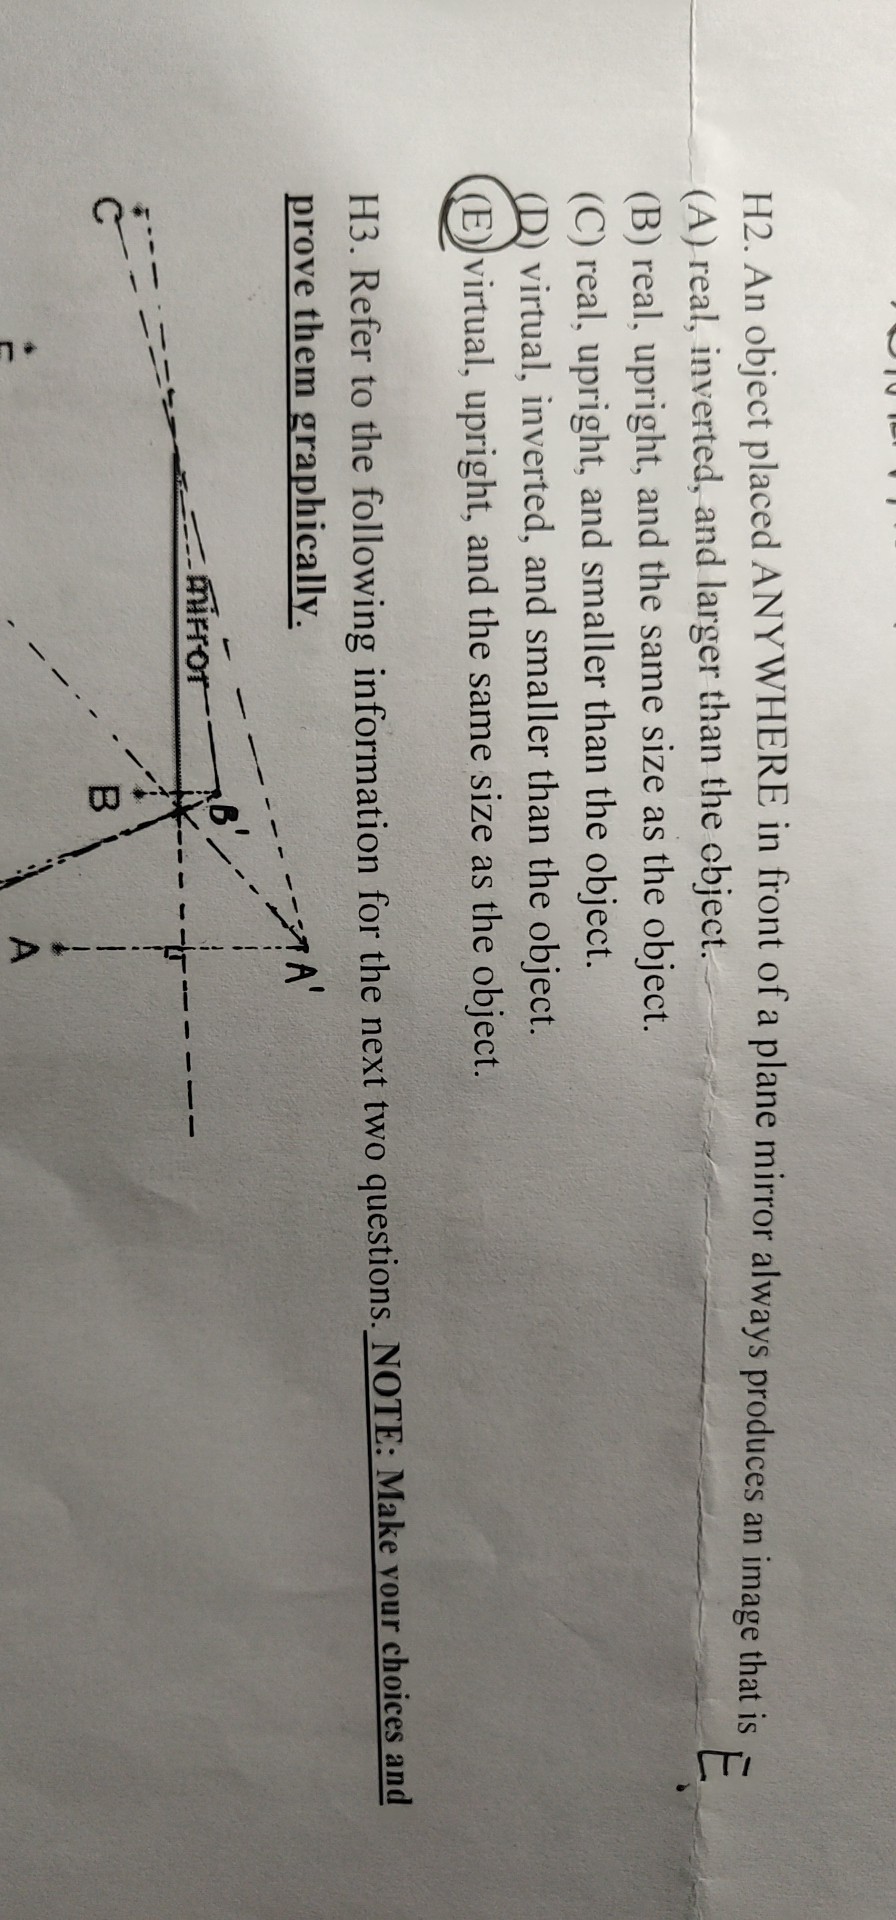 H2. An object placed ANYWHERE in front of a plane mirror always produces an image that is E.
(A) real, inverted, and larger than the object.
(B) real, upright, and the same size as the object.
(C) real, upright, and smaller than the object.
(D) virtual, inverted, and smaller than the object.
(E) virtual, upright, and the same size as the object.
H3. Refer to the following information for the next two questions. NOTE: Make your choices and
prove them graphically.
A'
B'
mirror
C
B
A